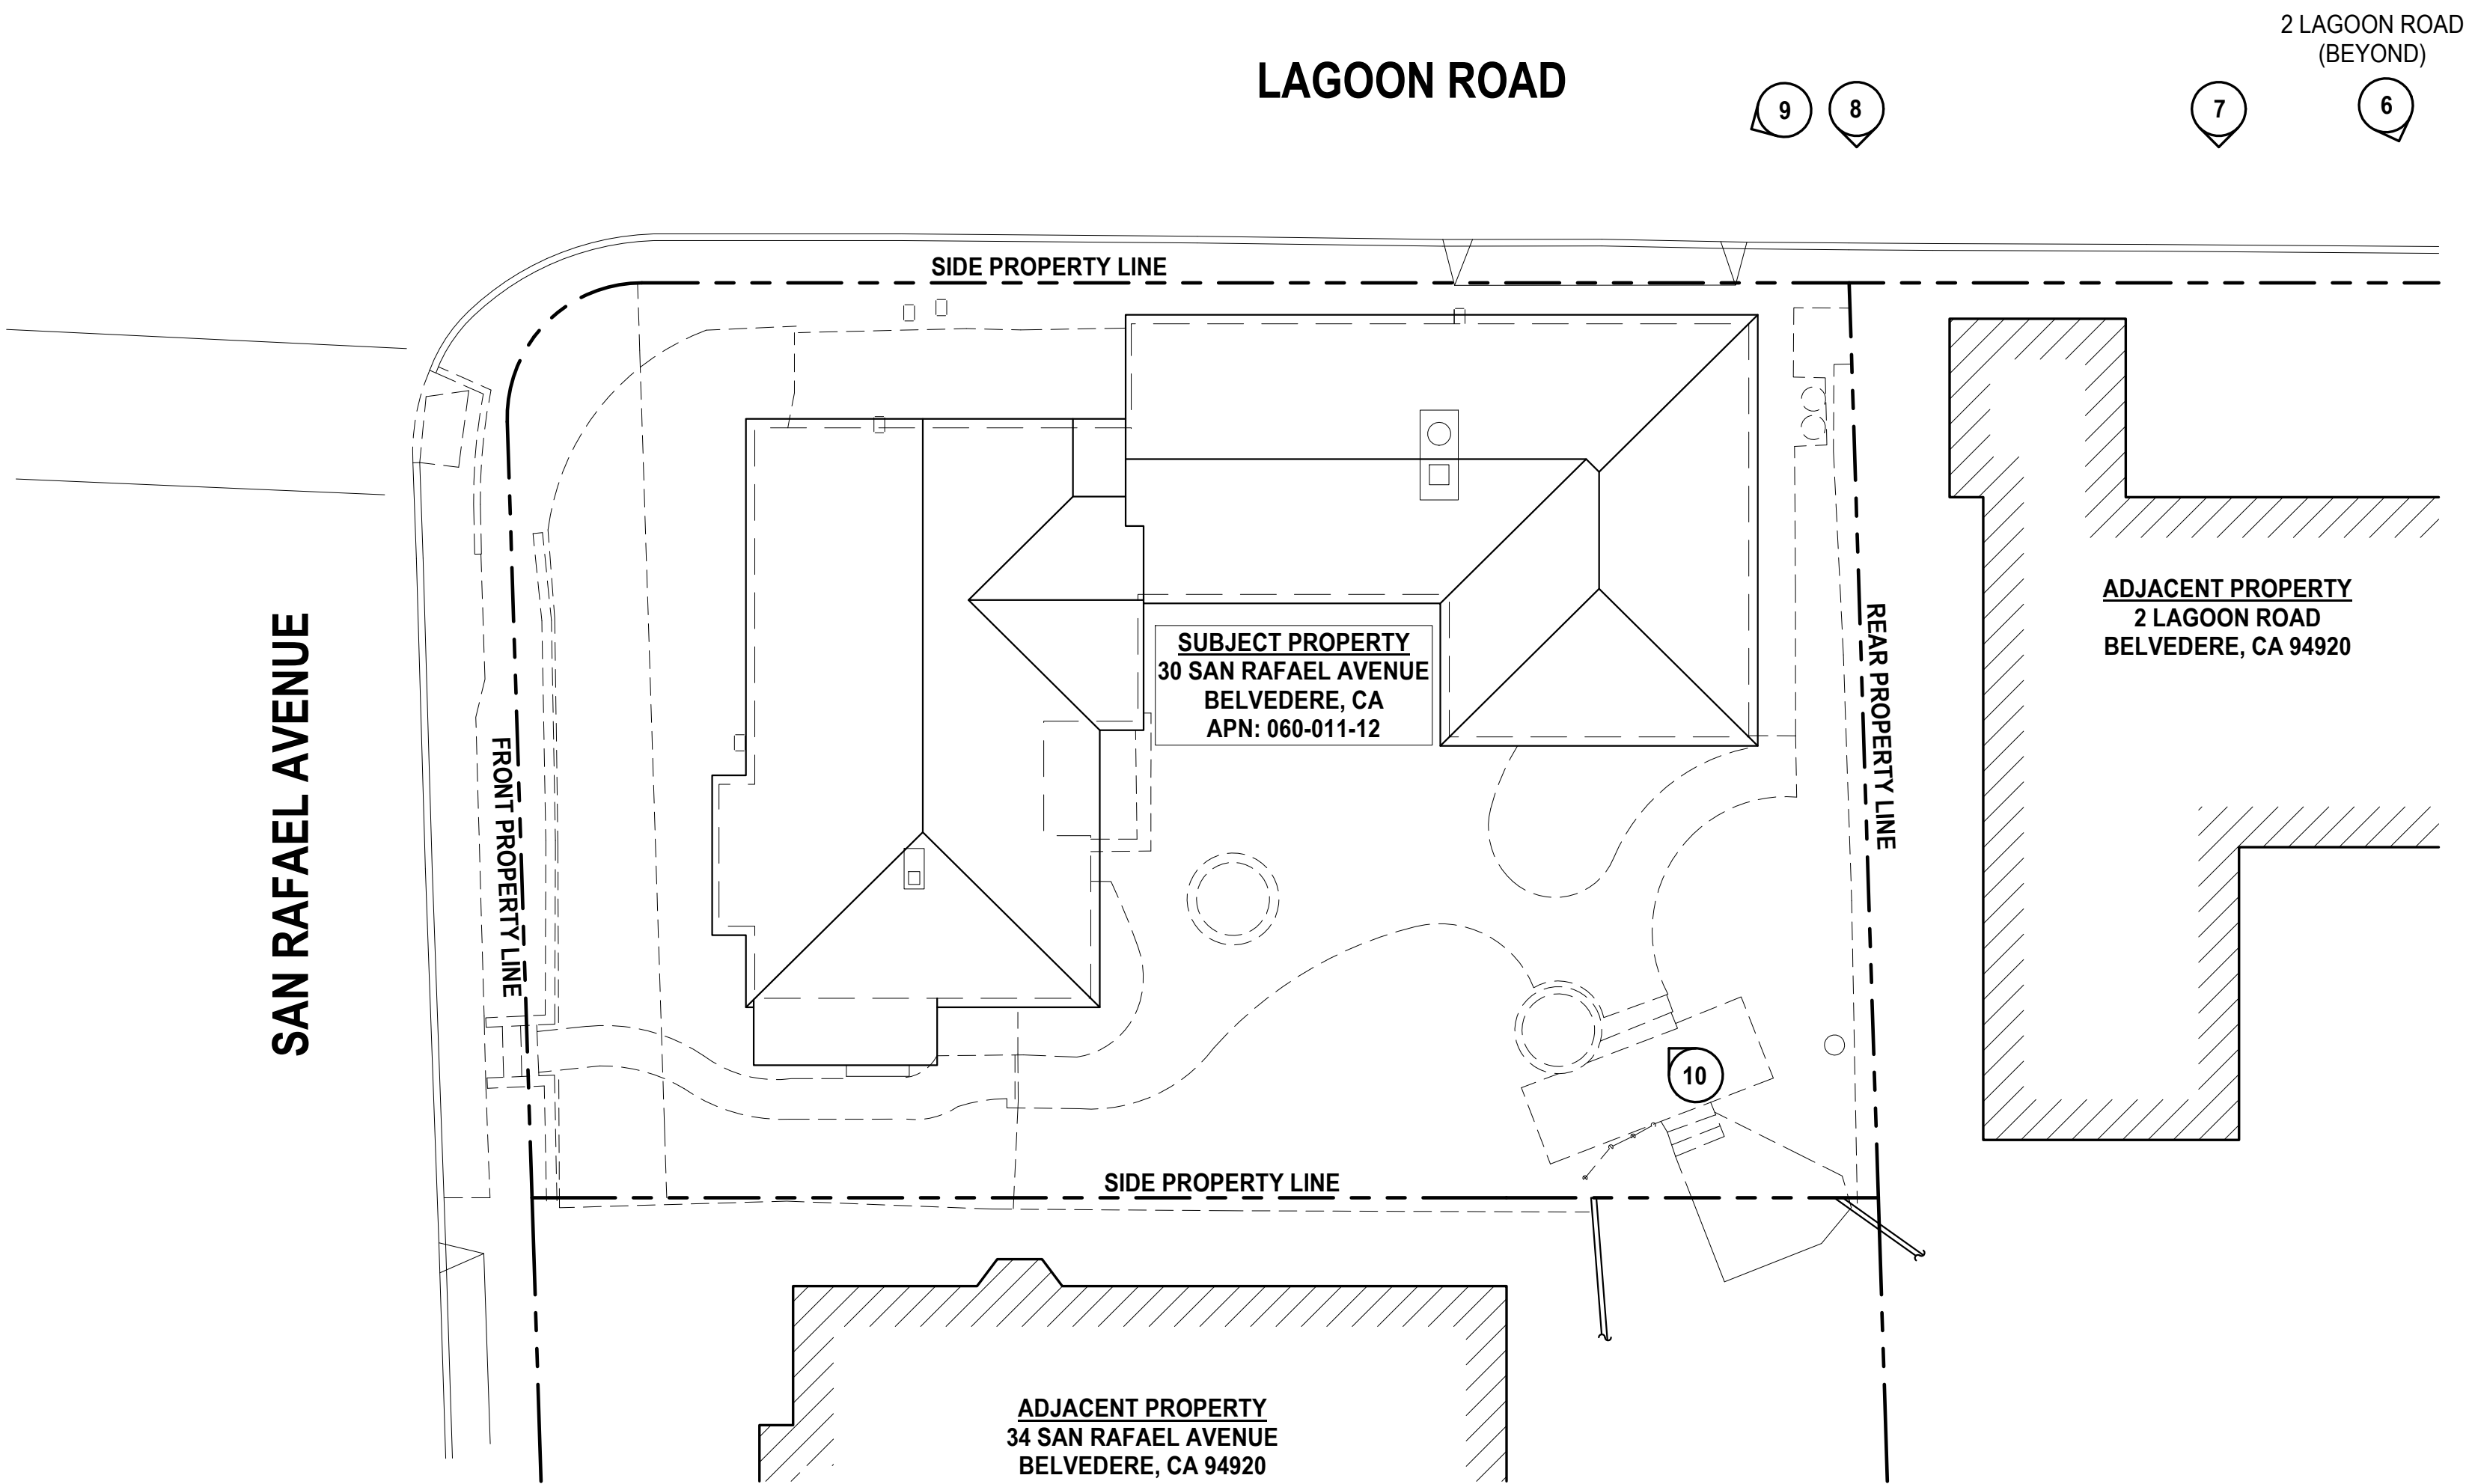 2 LAGOON ROAD
(BEYOND)
LAGOON ROAD
9
8
7
6
SIDE PROPERTY LINE
SAN RAFAEL AVENUE
FRONT PROPERTY LINE
SUBJECT PROPERTY
30 SAN RAFAEL AVENUE
BELVEDERE, CA
APN: 060-011-12
REAR PROPERTY LINE
ADJACENT PROPERTY
2 LAGOON ROAD
BELVEDERE, CA 94920
10
SIDE PROPERTY LINE
ADJACENT PROPERTY
34 SAN RAFAEL AVENUE
BELVEDERE, CA 94920